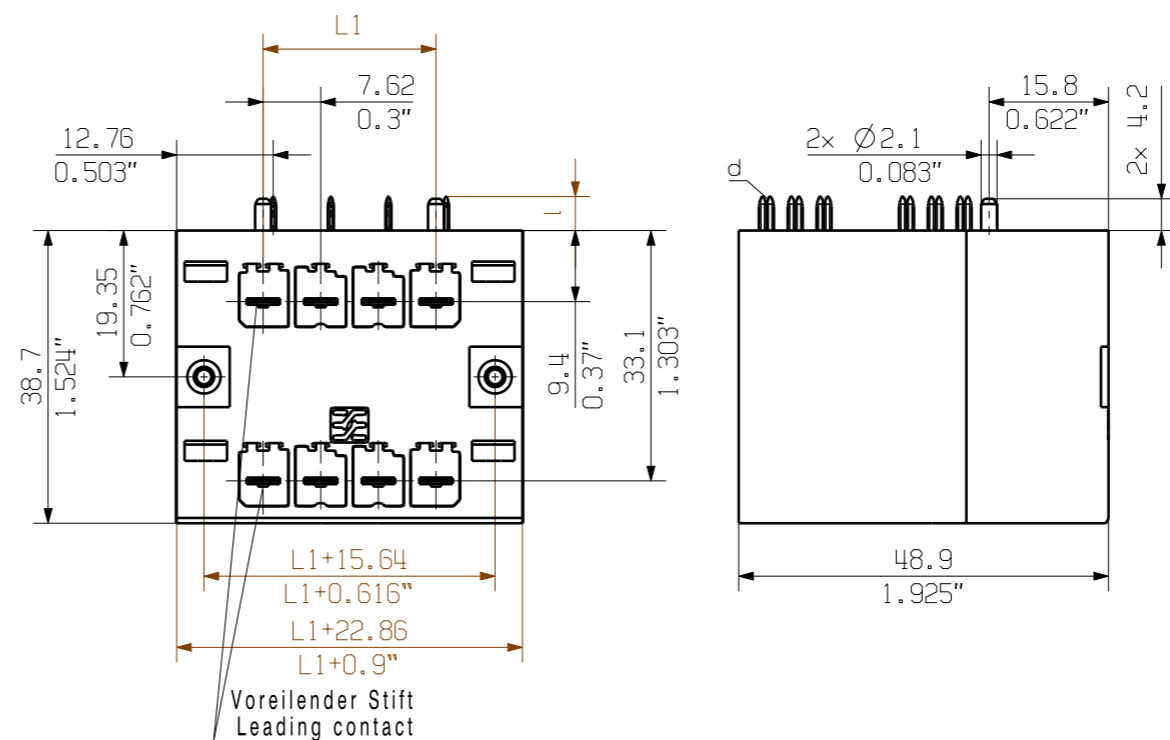 L1
7.62
0.3"
12.76
0.503"
15.8
0.622"
2x Ø2.1
0.083"
2x 4.2
d
l
19.35
0.762"
38.7
1.524"
9.4
0.37"
33.1
1.303"
L1+15.64
L1+0.616"
L1+22.86
L1+0.9"
48.9
1.925"
Voreilender Stift
Leading contact